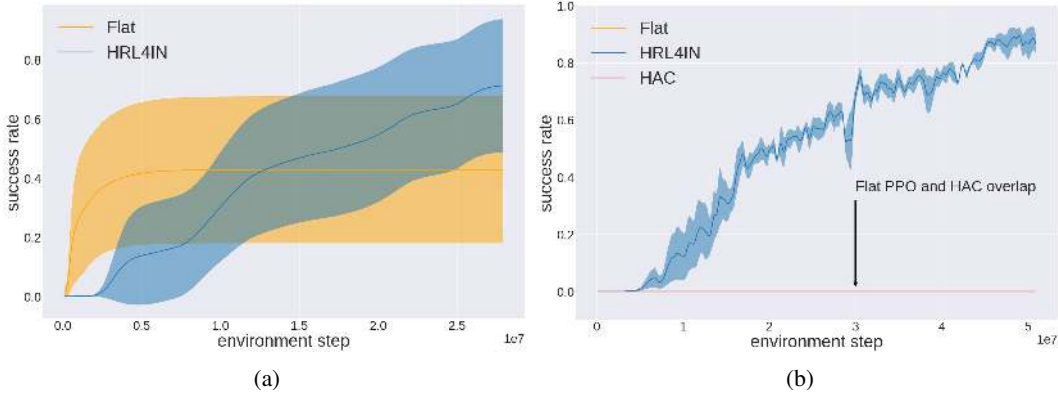 Flat
HRL4IN
0.8
0.6
0.4
0.2
0.0
success rate
0.0 0.5 1.0 1.5 2.0 2.5
environment step
1e7
(a)
1.0
Flat
HRL4IN
HAC
0.8
0.6
0.4
0.2
0.0
success rate
Flat PPO and HAC overlap
0 1 2 3 4 5
environment step
1e7
(b)